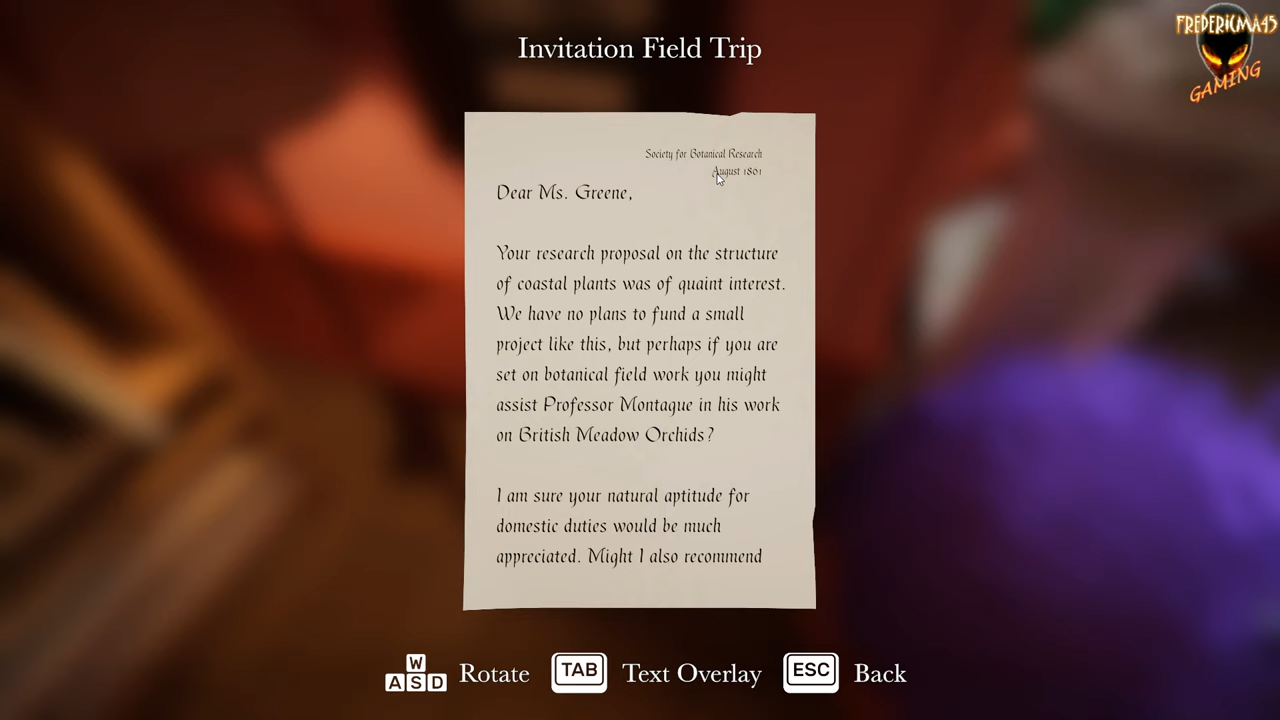 FREDERICMA45
GAMING
Invitation Field Trip
Society for Botanical Research
August 1861
Dear Ms. Greene,
Your research proposal on the structure
of coastal plants was of quaint interest.
We have no plans to fund a small
project like this, but perhaps if you are
set on botanical field work you might
assist Professor Montague in his work
on British Meadow Orchids?
I am sure your natural aptitude for
domestic duties would be much
appreciated. Might I also recommend
W
A S D Rotate TAB Text Overlay ESC Back